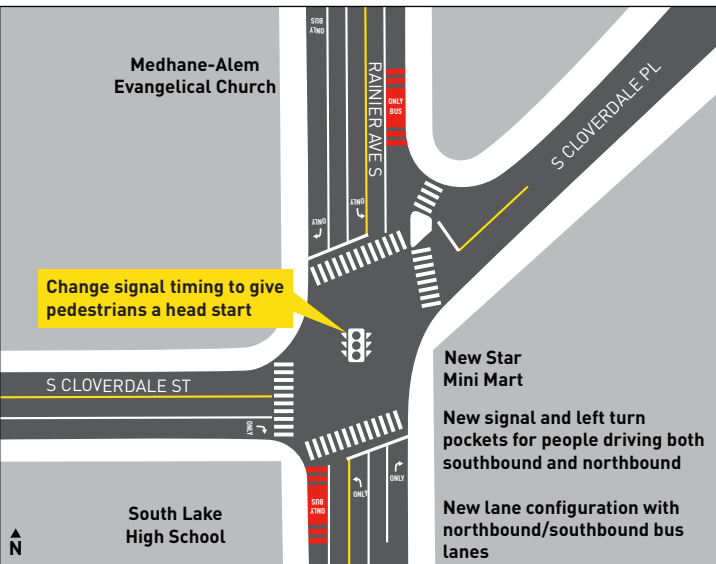 BUS
ONLY
Medhane-Alem
Evangelical Church
RAINIER AVE S
ONLY
BUS
S CLOVERDALE PL
ONLY
ONLY
Change signal timing to give
pedestrians a head start
S CLOVERDALE ST
ONLY
New Star
Mini Mart
New signal and left turn
pockets for people driving both
southbound and northbound
ONLY
ONLY
BUS
ONLY
South Lake
High School
New lane configuration with
northbound/southbound bus
lanes
N